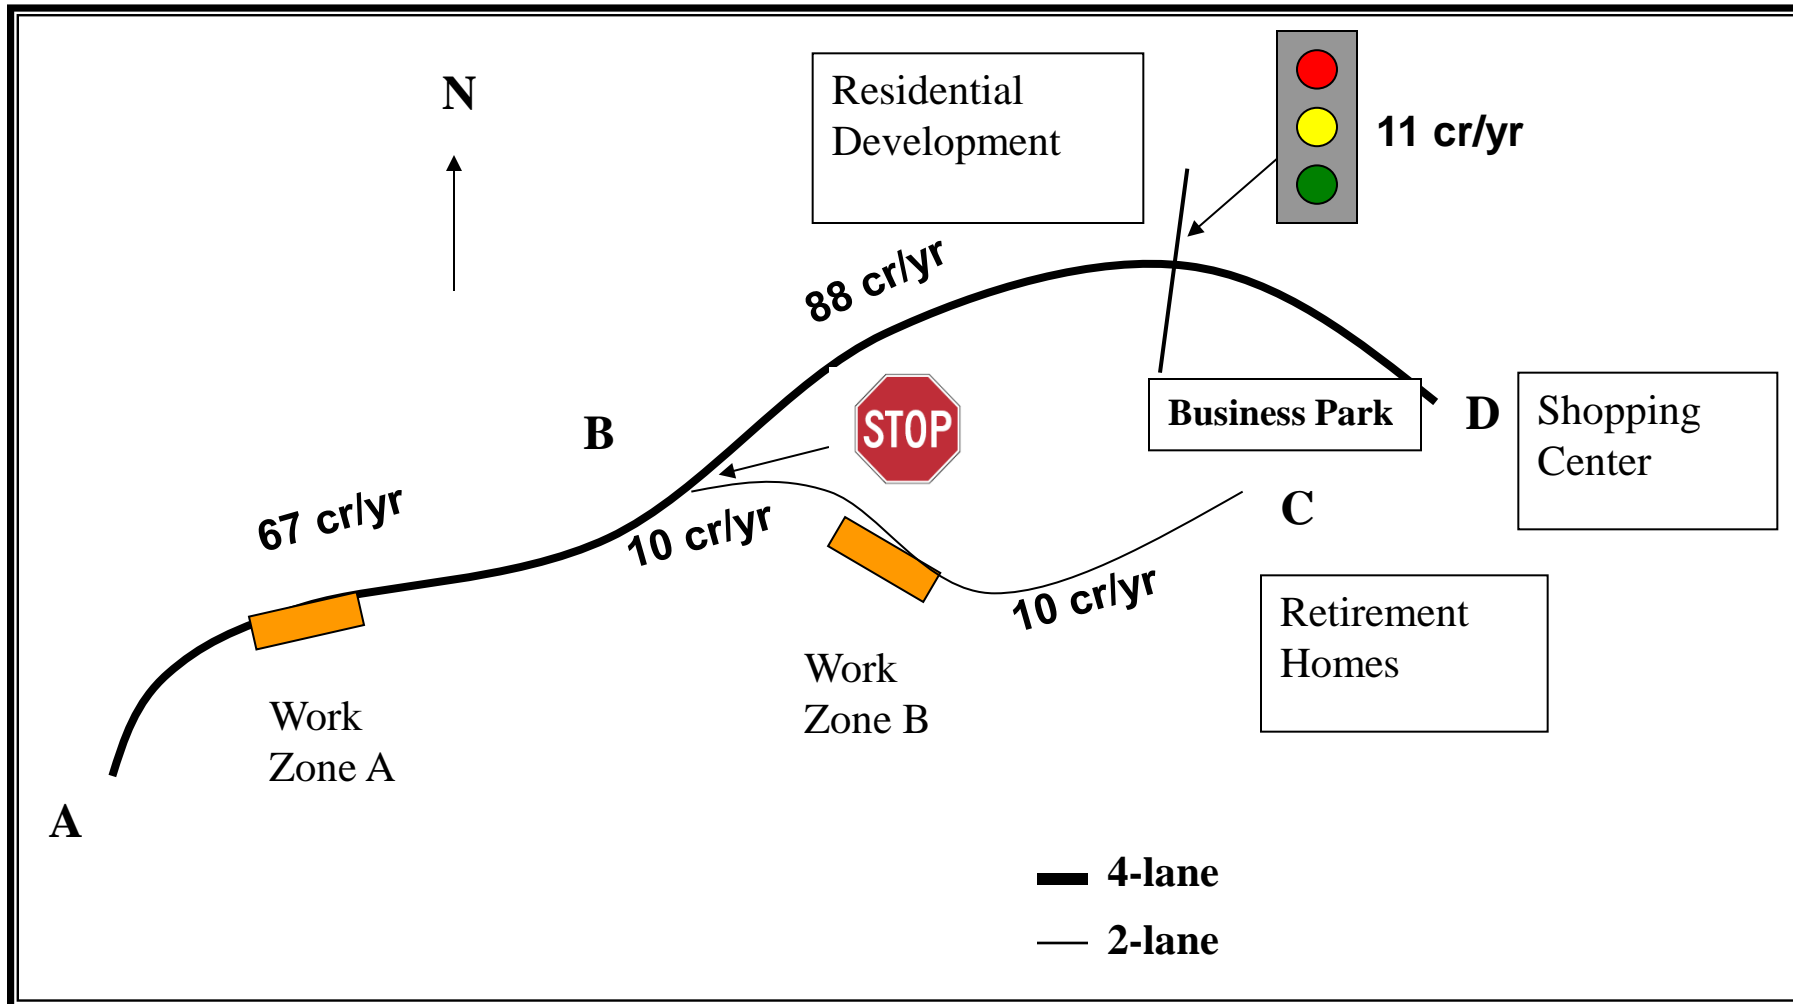 N
Residential
Development
11 cr/yr
88 cr/yr
STOP
B
Business Park
D
Shopping
Center
67 cr/yr
10 cr/yr
C
10 cr/yr
Retirement
Homes
Work
Zone B
Work
Zone A
A
4-lane
2-lane